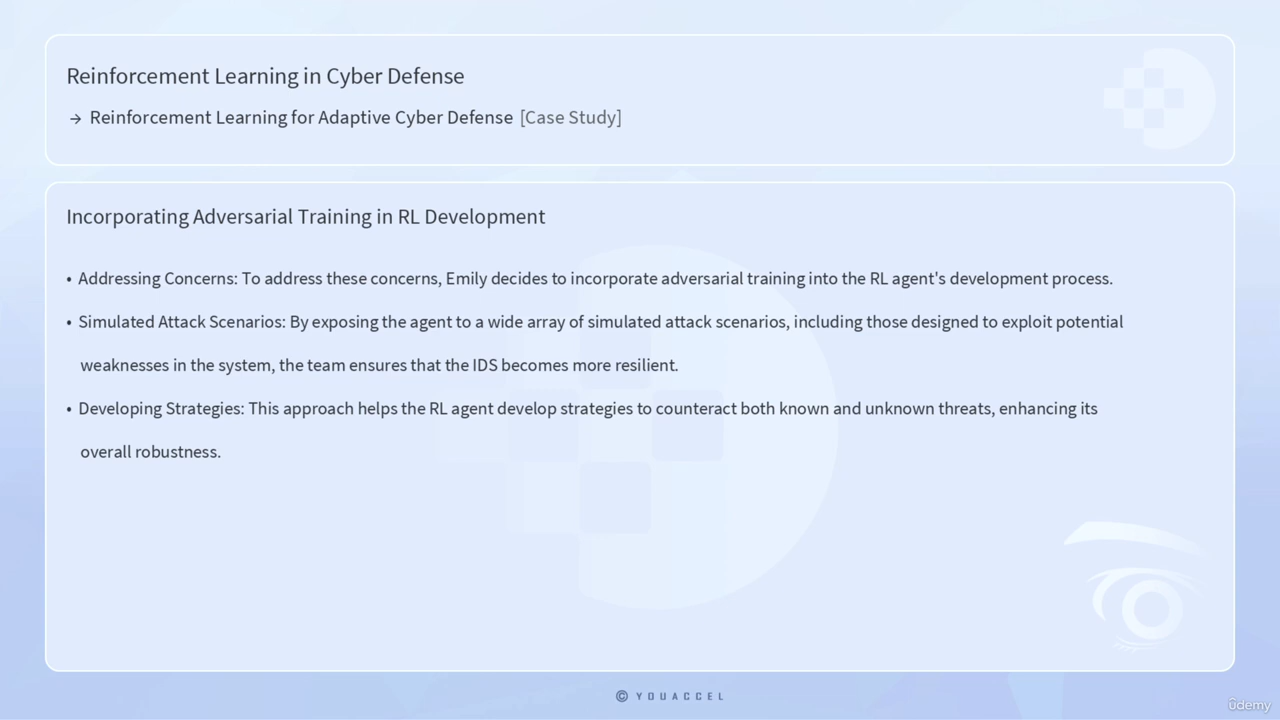 Reinforcement Learning in Cyber Defense
→ Reinforcement Learning for Adaptive Cyber Defense [Case Study]
Incorporating Adversarial Training in RL Development
• Addressing Concerns: To address these concerns, Emily decides to incorporate adversarial training into the RL agent's development process.
• Simulated Attack Scenarios: By exposing the agent to a wide array of simulated attack scenarios, including those designed to exploit potential
weaknesses in the system, the team ensures that the IDS becomes more resilient.
• Developing Strategies: This approach helps the RL agent develop strategies to counteract both known and unknown threats, enhancing its
overall robustness.
© YOUACCEL
ûdemy